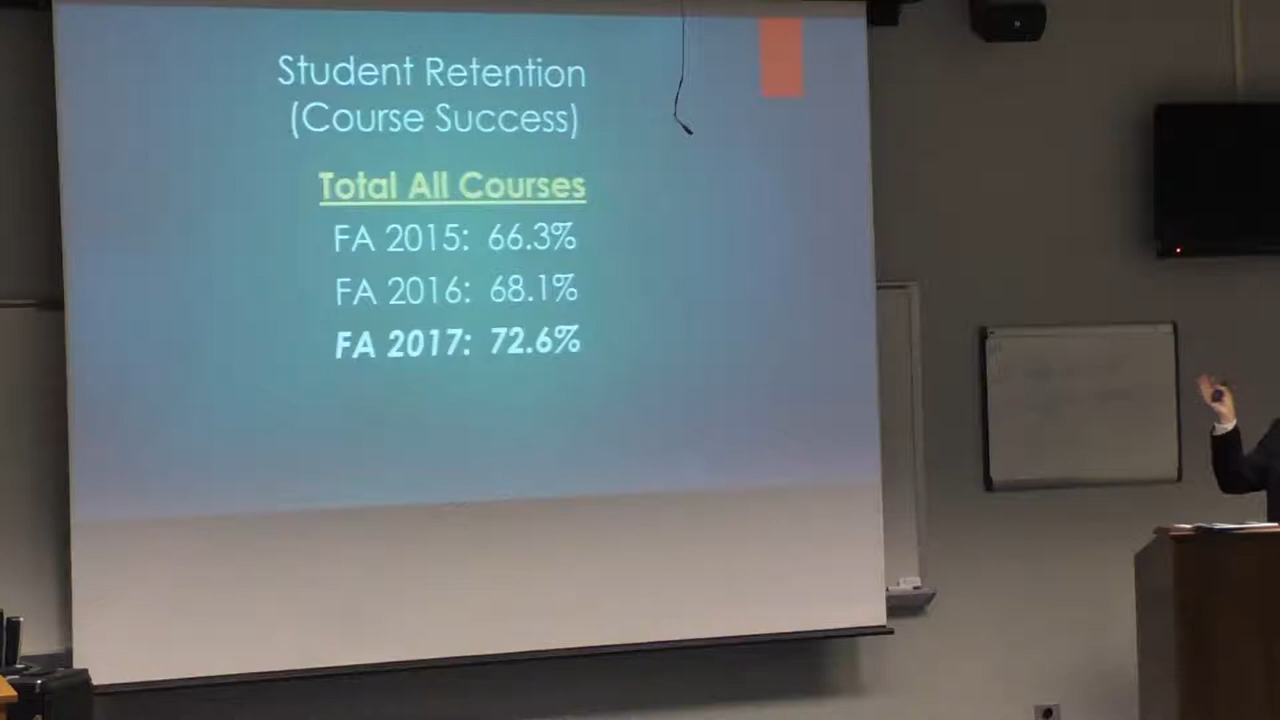 Student Retention
(Course Success)
Total All Courses
FA 2015: 66.3%
FA 2016: 68.1%
FA 2017: 72.6%